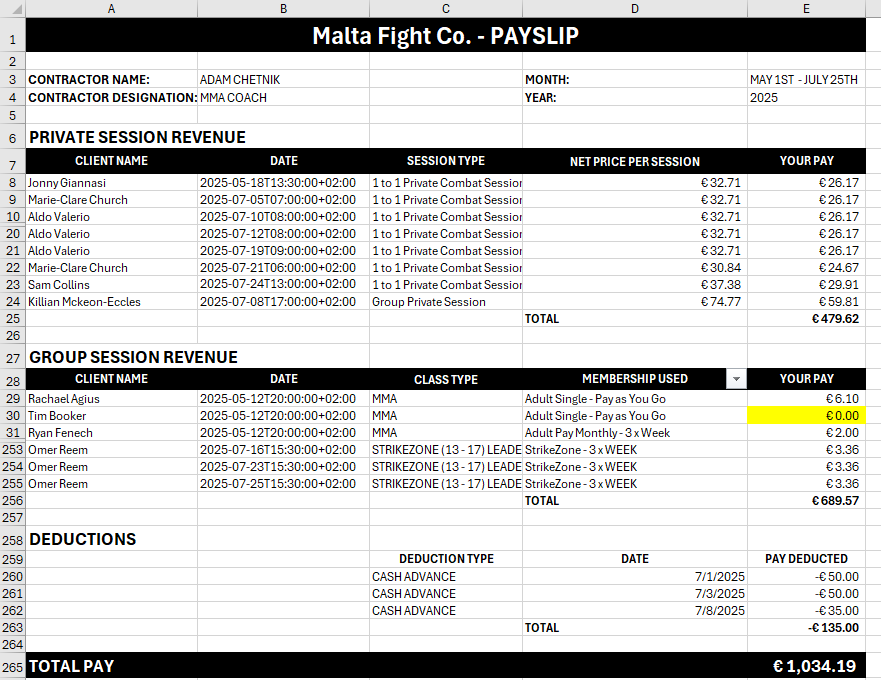 A B C D E
1 Malta Fight Co. - PAYSLIP
2
3 CONTRACTOR NAME: ADAM CHETNIK MONTH: MAY 1ST - JULY 25TH
4 CONTRACTOR DESIGNATION: MMA COACH YEAR: 2025
5
6 PRIVATE SESSION REVENUE
7 CLIENT NAME DATE SESSION TYPE NET PRICE PER SESSION YOUR PAY
8 Jonny Giannasi 2025-05-18T13:30:00+02:00 1 to 1 Private Combat Session € 32.71 € 26.17
9 Marie-Clare Church 2025-07-05T07:00:00+02:00 1 to 1 Private Combat Session € 32.71 € 26.17
10 Aldo Valerio 2025-07-10T08:00:00+02:00 1 to 1 Private Combat Session € 32.71 € 26.17
20 Aldo Valerio 2025-07-12T08:00:00+02:00 1 to 1 Private Combat Session € 32.71 € 26.17
21 Aldo Valerio 2025-07-19T09:00:00+02:00 1 to 1 Private Combat Session € 32.71 € 26.17
22 Marie-Clare Church 2025-07-21T06:00:00+02:00 1 to 1 Private Combat Session € 30.84 € 24.67
23 Sam Collins 2025-07-24T13:00:00+02:00 1 to 1 Private Combat Session € 37.38 € 29.91
24 Killian Mckeon-Eccles 2025-07-08T17:00:00+02:00 Group Private Session € 74.77 € 59.81
25 TOTAL € 479.62
26
27 GROUP SESSION REVENUE
28 CLIENT NAME DATE CLASS TYPE MEMBERSHIP USED YOUR PAY
29 Rachael Agius 2025-05-12T20:00:00+02:00 MMA Adult Single - Pay as You Go € 6.10
30 Tim Booker 2025-05-12T20:00:00+02:00 MMA Adult Single - Pay as You Go € 0.00
31 Ryan Fenech 2025-05-12T20:00:00+02:00 MMA Adult Pay Monthly - 3 x Week € 2.00
253 Omer Reem 2025-07-16T15:30:00+02:00 STRIKEZONE (13 - 17) LEADE StrikeZone - 3 x WEEK € 3.36
254 Omer Reem 2025-07-23T15:30:00+02:00 STRIKEZONE (13 - 17) LEADE StrikeZone - 3 x WEEK € 3.36
255 Omer Reem 2025-07-25T15:30:00+02:00 STRIKEZONE (13 - 17) LEADE StrikeZone - 3 x WEEK € 3.36
256 TOTAL € 689.57
257
258 DEDUCTIONS
259 DEDUCTION TYPE DATE PAY DEDUCTED
260 CASH ADVANCE 7/1/2025 -€ 50.00
261 CASH ADVANCE 7/3/2025 -€ 50.00
262 CASH ADVANCE 7/8/2025 -€ 35.00
263 TOTAL -€ 135.00
264
265 TOTAL PAY € 1,034.19